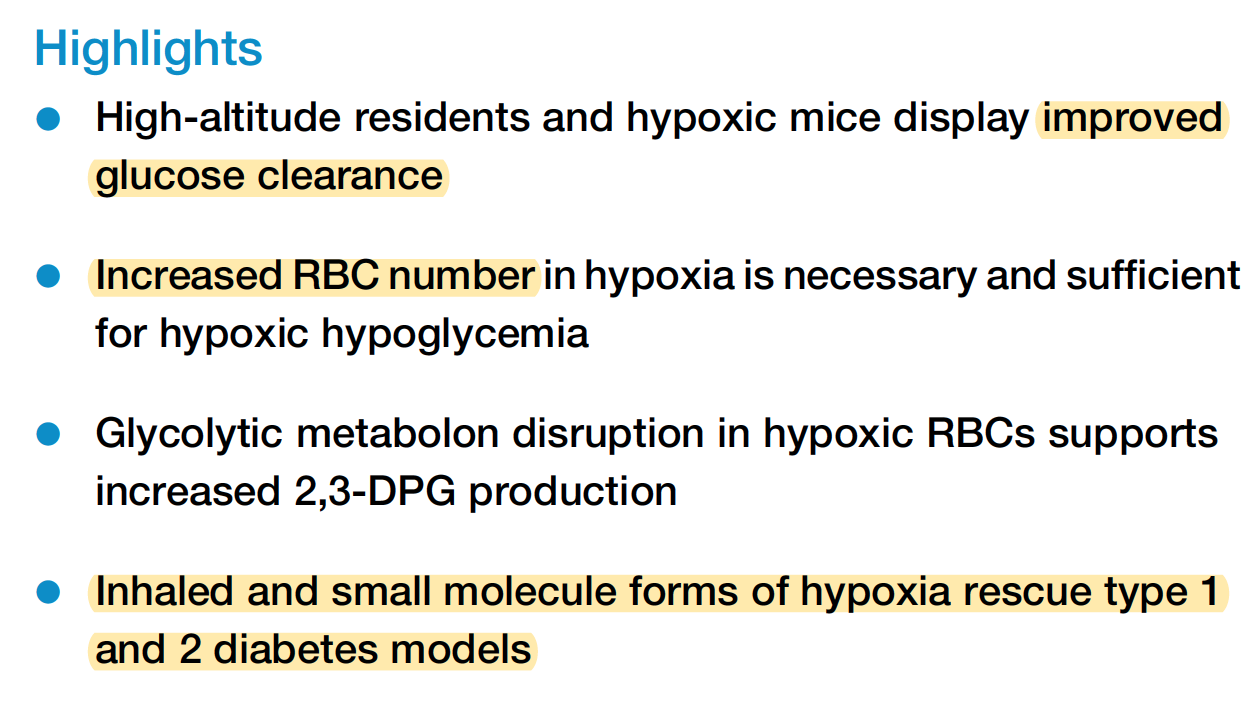 Highlights
High-altitude residents and hypoxic mice display improved
glucose clearance
Increased RBC number in hypoxia is necessary and sufficient
for hypoxic hypoglycemia
Glycolytic metabolon disruption in hypoxic RBCs supports
increased 2,3-DPG production
Inhaled and small molecule forms of hypoxia rescue type 1
and 2 diabetes models